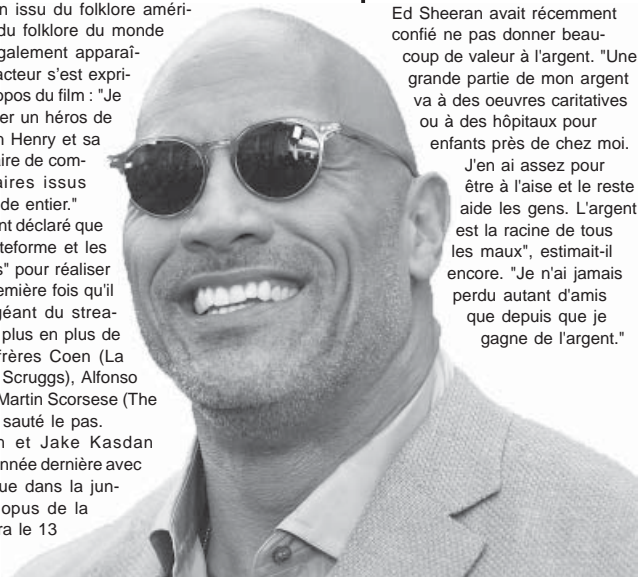 n issu du folklore améri-
du folklore du monde
galement apparaî-
acteur s'est expri-
opos du film : "Je
er un héros de
n Henry et sa
aire de com-
aires issus
de entier."
nt déclaré que
ateforme et les
s" pour réaliser
emière fois qu'il
géant du strea-
plus en plus de
frères Coen (La
Scruggs), Alfonso
Martin Scorsese (The
sauté le pas.
n et Jake Kasdan
nnée dernière avec
ue dans la jun-
opus de la
ra le 13
Ed Sheeran avait récemment
confié ne pas donner beau-
coup de valeur à l'argent. "Une
grande partie de mon argent
va à des oeuvres caritatives
ou à des hôpitaux pour
enfants près de chez moi.
J'en ai assez pour
être à l'aise et le reste
aide les gens. L'argent
est la racine de tous
les maux", estimait-il
encore. "Je n'ai jamais
perdu autant d'amis
que depuis que je
gagne de l'argent."